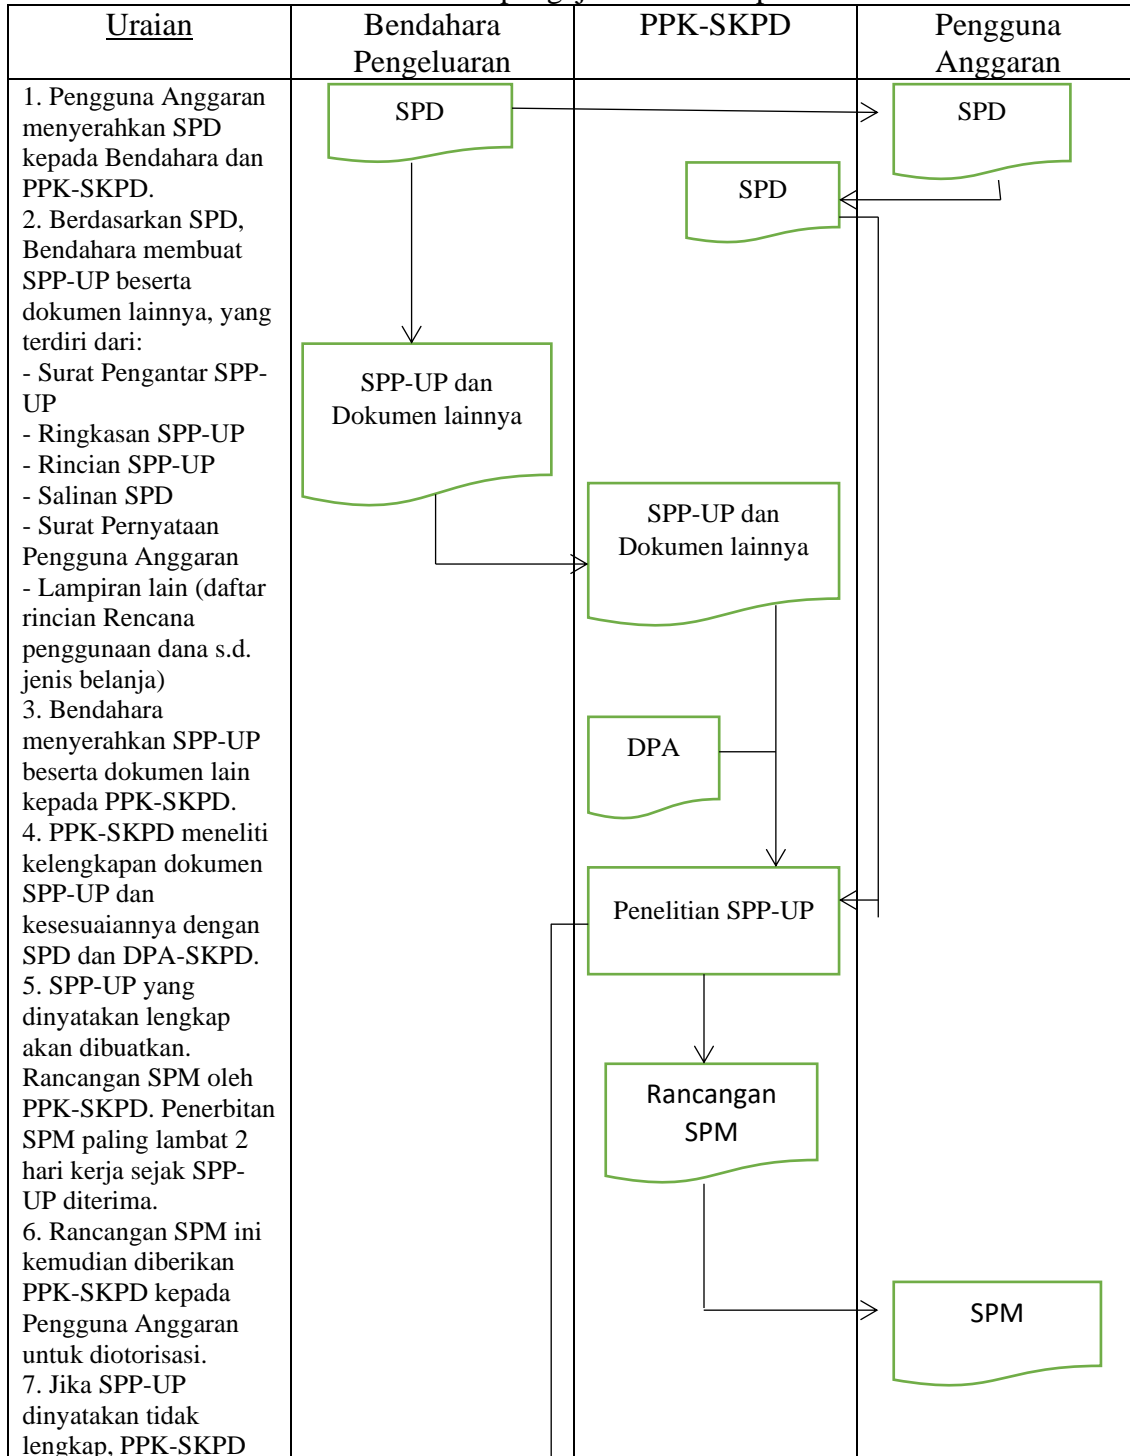 Uraian
Bendahara
Pengeluaran
PPK-SKPD
Pengguna
Anggaran
1. Pengguna Anggaran
menyerahkan SPD
kepada Bendahara dan
PPK-SKPD.
2. Berdasarkan SPD,
Bendahara membuat
SPP-UP beserta
dokumen lainnya, yang
terdiri dari:
- Surat Pengantar SPP-
UP
- Ringkasan SPP-UP
- Rincian SPP-UP
- Salinan SPD
- Surat Pernyataan
Pengguna Anggaran
- Lampiran lain (daftar
rincian Rencana
penggunaan dana s.d.
jenis belanja)
3. Bendahara
menyerahkan SPP-UP
beserta dokumen lain
kepada PPK-SKPD.
4. PPK-SKPD meneliti
kelengkapan dokumen
SPP-UP dan
kesesuaiannya dengan
SPD dan DPA-SKPD.
5. SPP-UP yang
dinyatakan lengkap
akan dibuatkan.
Rancangan SPM oleh
PPK-SKPD. Penerbitan
SPM paling lambat 2
hari kerja sejak SPP-
UP diterima.
6. Rancangan SPM ini
kemudian diberikan
PPK-SKPD kepada
Pengguna Anggaran
untuk diotorisasi.
7. Jika SPP-UP
dinyatakan tidak
lengkap, PPK-SKPD
SPD
SPD
SPD
SPP-UP dan
Dokumen lainnya
SPP-UP dan
Dokumen lainnya
DPA
Penelitian SPP-UP
Rancangan
SPM
SPM